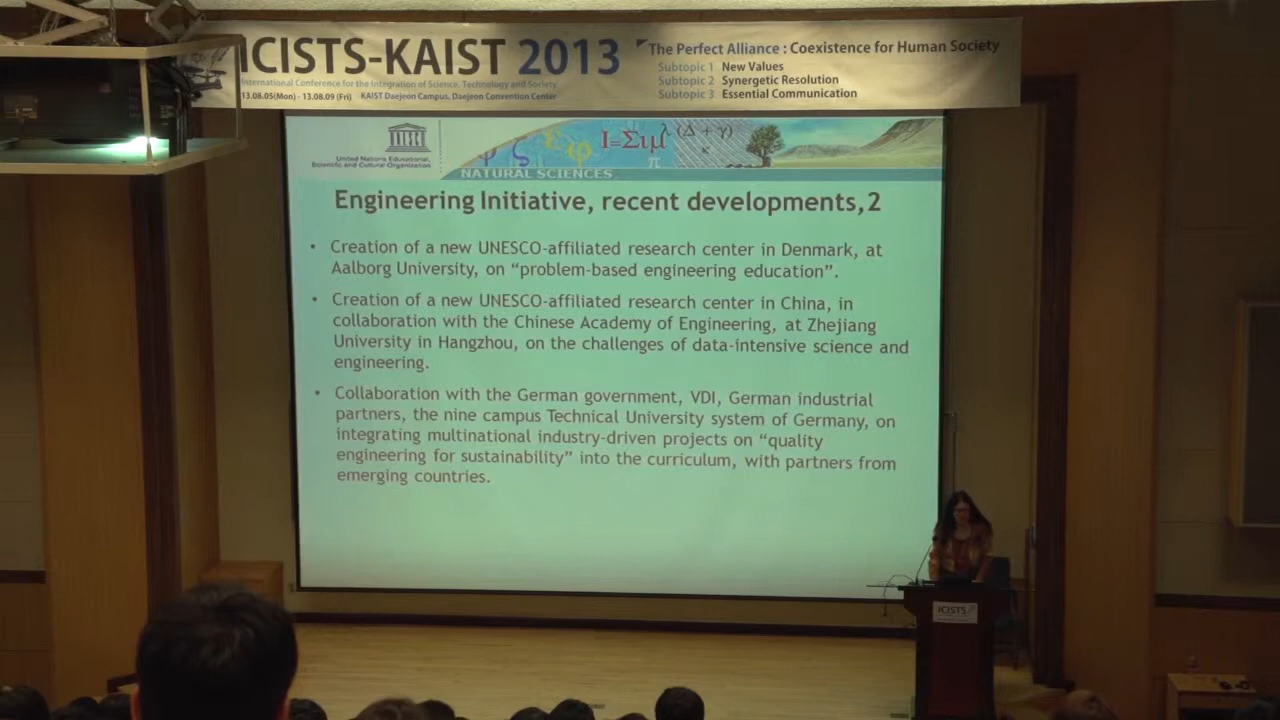 ICISTS-KAIST 2013
International Conference for the Integration of Science, Technology and Society
13.08.05(Mon) - 13.08.09 (Fri) KAIST Daejeon Campus, Daejeon Convention Center
The Perfect Alliance : Coexistence for Human Society
Subtopic 1 New Values
Subtopic 2 Synergetic Resolution
Subtopic 3 Essential Communication
UNESCO
United Nations Educational,
Scientific and Cultural Organization
I=Σιμλ (Δ + γ)
κ
ψ ς Ε φ π
NATURAL SCIENCES
Engineering Initiative, recent developments,2
• Creation of a new UNESCO-affiliated research center in Denmark, at
Aalborg University, on “problem-based engineering education”.
• Creation of a new UNESCO-affiliated research center in China, in
collaboration with the Chinese Academy of Engineering, at Zhejiang
University in Hangzhou, on the challenges of data-intensive science and
engineering.
• Collaboration with the German government, VDI, German industrial
partners, the nine campus Technical University system of Germany, on
integrating multinational industry-driven projects on “quality
engineering for sustainability” into the curriculum, with partners from
emerging countries.
ICISTS